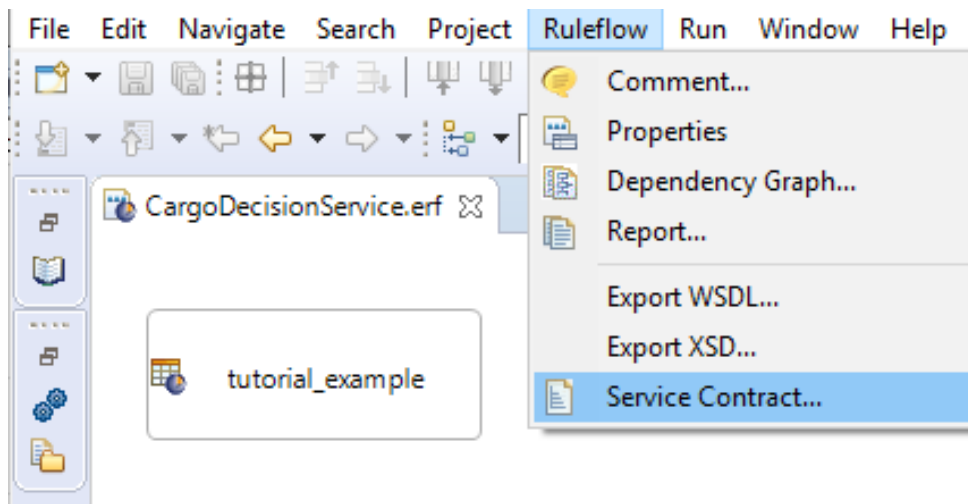 File Edit Navigate Search Project Ruleflow Run Window Help
Comment...
Properties
Dependency Graph...
Report...
Export WSDL...
Export XSD...
Service Contract...
CargoDecisionService.erf
tutorial_example